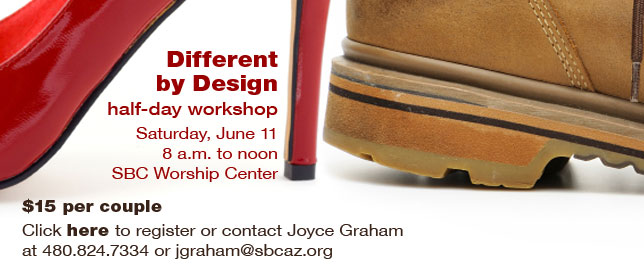 Different
by Design
half-day workshop
Saturday, June 11
8 a.m. to noon
SBC Worship Center
$15 per couple
Click here to register or contact Joyce Graham
at 480.824.7334 or jgraham@sbcaz.org